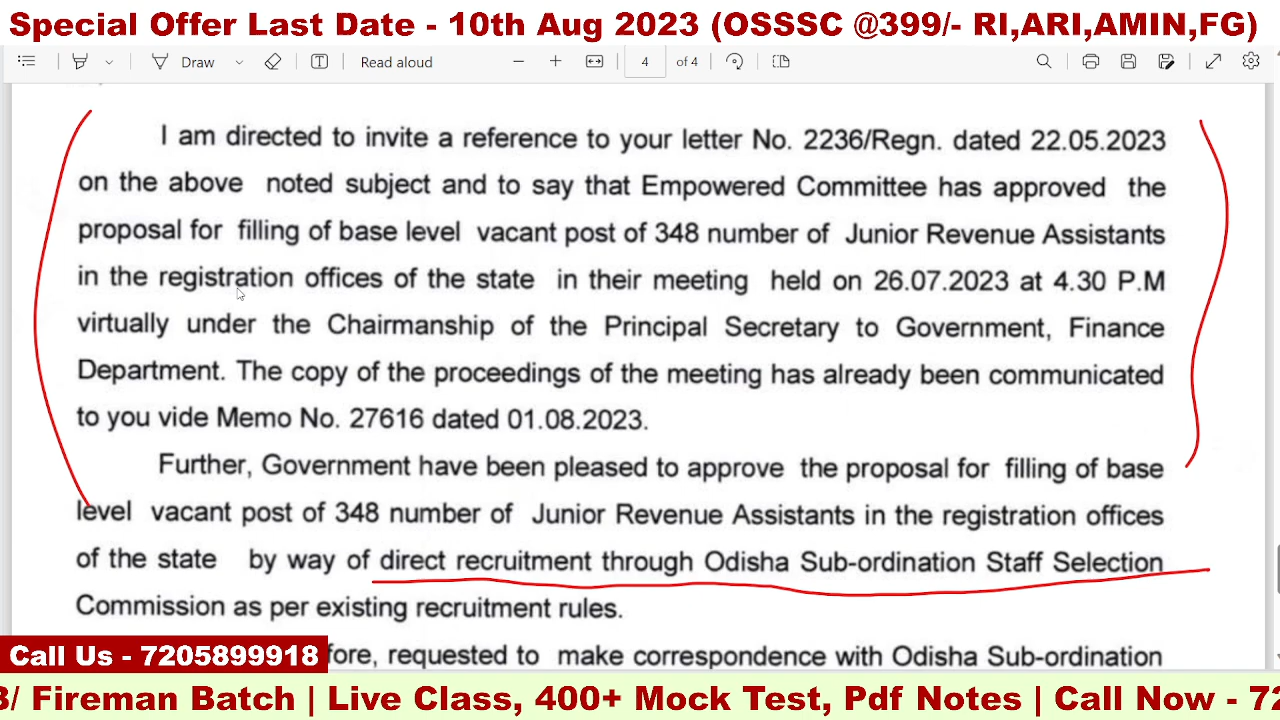 Special Offer Last Date - 10th Aug 2023 (OSSSC @399/- RI,ARI,AMIN,FG)
Draw Read aloud 4 of 4
I am directed to invite a reference to your letter No. 2236/Regn. dated 22.05.2023
on the above noted subject and to say that Empowered Committee has approved the
proposal for filling of base level vacant post of 348 number of Junior Revenue Assistants
in the registration offices of the state in their meeting held on 26.07.2023 at 4.30 P.M
virtually under the Chairmanship of the Principal Secretary to Government, Finance
Department. The copy of the proceedings of the meeting has already been communicated
to you vide Memo No. 27616 dated 01.08.2023.
Further, Government have been pleased to approve the proposal for filling of base
level vacant post of 348 number of Junior Revenue Assistants in the registration offices
of the state by way of direct recruitment through Odisha Sub-ordination Staff Selection
Commission as per existing recruitment rules.
fore, requested to make correspondence with Odisha Sub-ordination
Call Us - 7205899918
/ Fireman Batch | Live Class, 400+ Mock Test, Pdf Notes | Call Now - 72